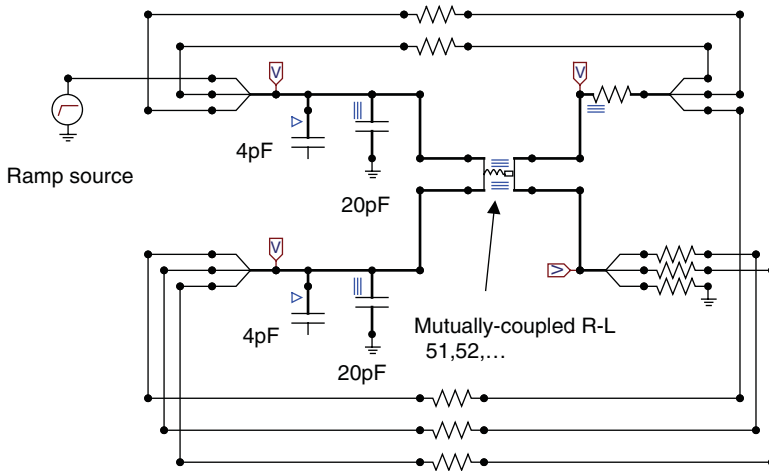 V
V
4pF
20pF
Ramp source
V
V
4pF
20pF
Mutually-coupled R-L
51,52,...